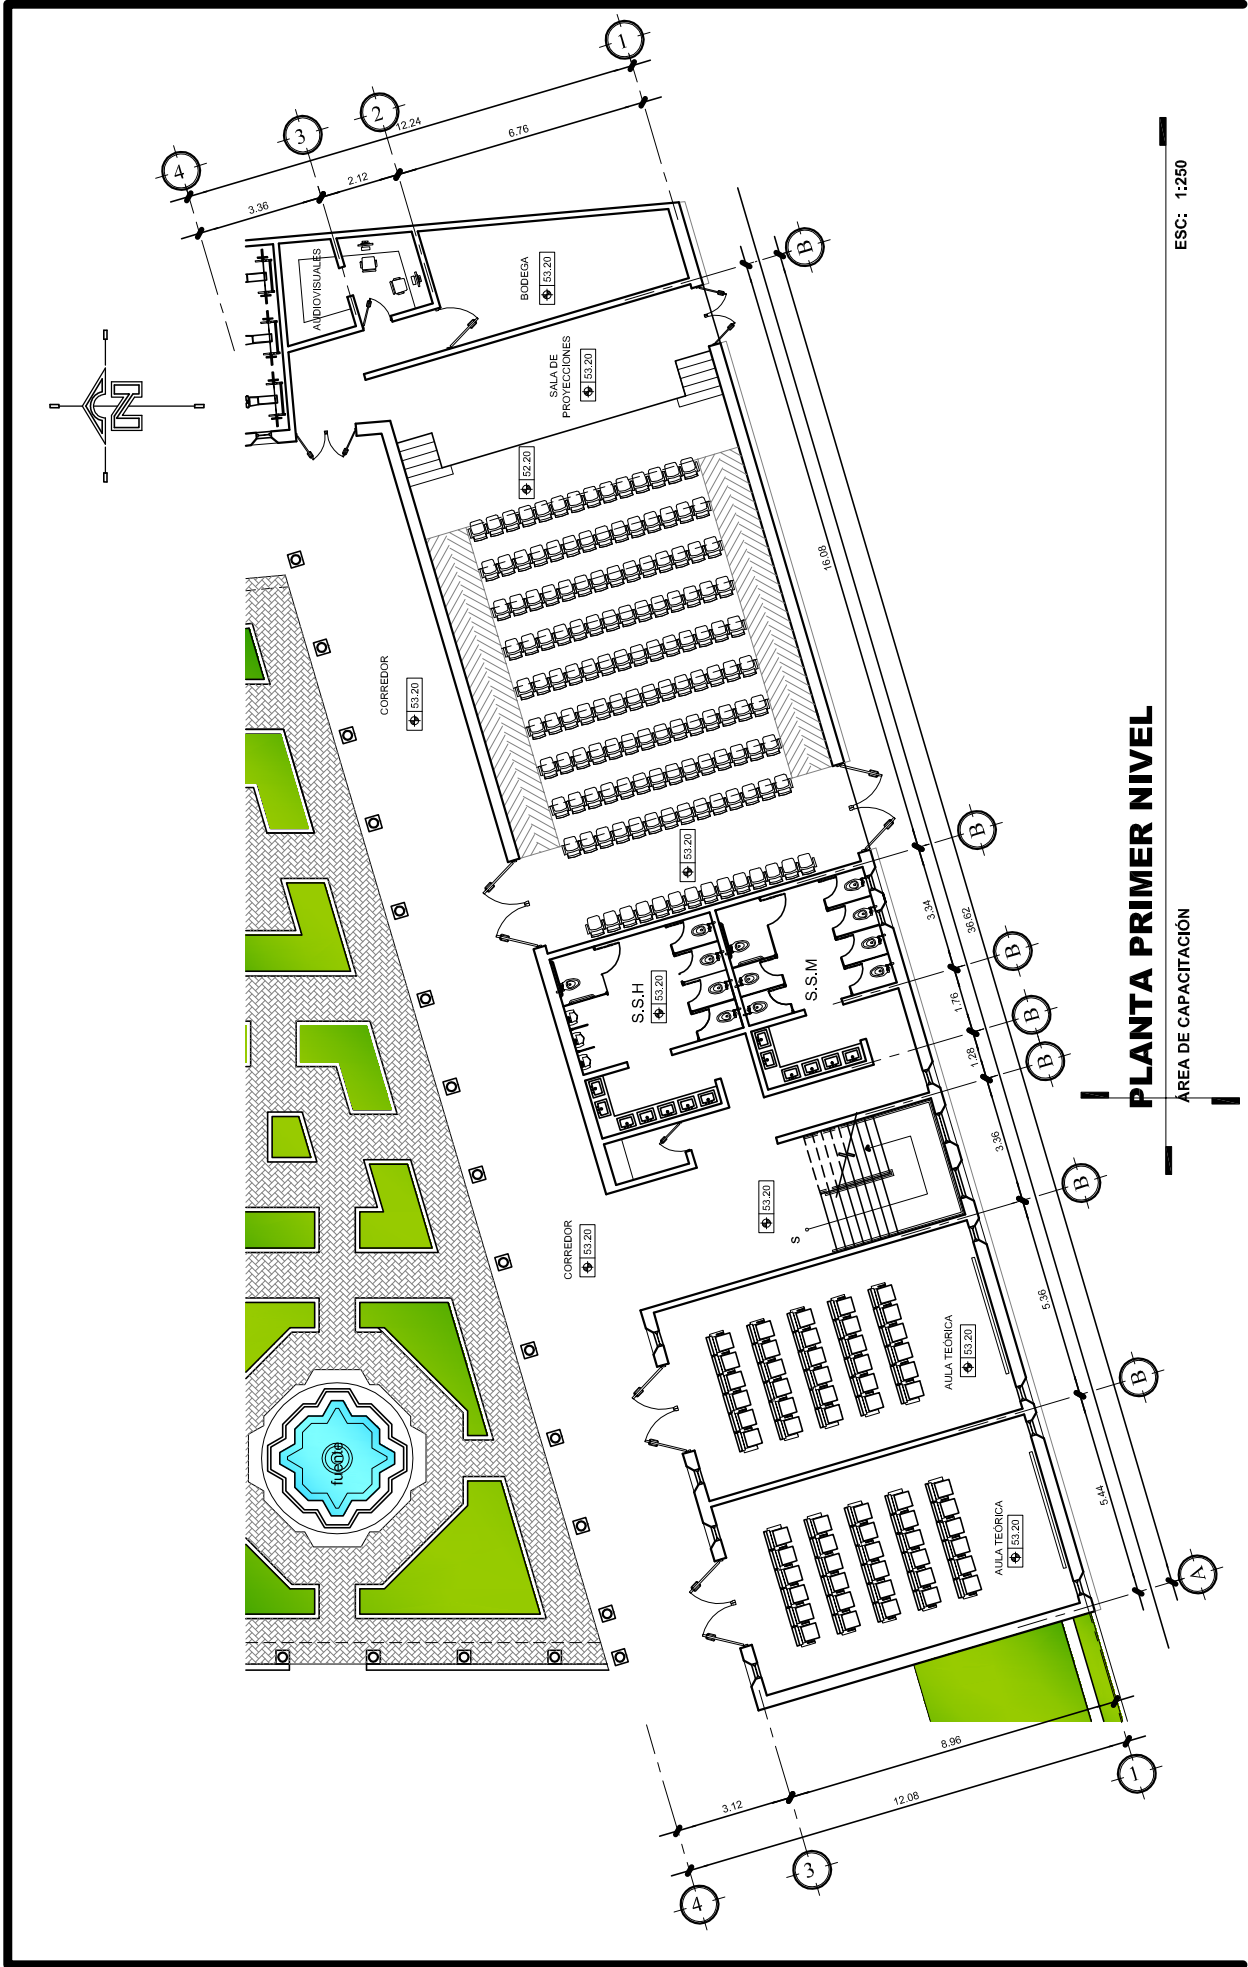 1
2
3
4
12.24
6.76
2.12
3.36
B
AUDIOVISUALES
BODEGA
53.20
SALA DE
PROYECCIONES
53.20
N
52.20
16.08
CORREDOR
53.20
53.20
B
3.34
36.62
B
1.76
B
1.28
B
S.S.H
53.20
S.S.M
3.36
B
53.20
S
CORREDOR
53.20
5.36
AULA TEÓRICA
53.20
B
fuente
5.44
AULA TEÓRICA
53.20
A
8.96
12.08
3.12
1
3
4
PLANTA PRIMER NIVEL
ÁREA DE CAPACITACIÓN
ESC: 1:250